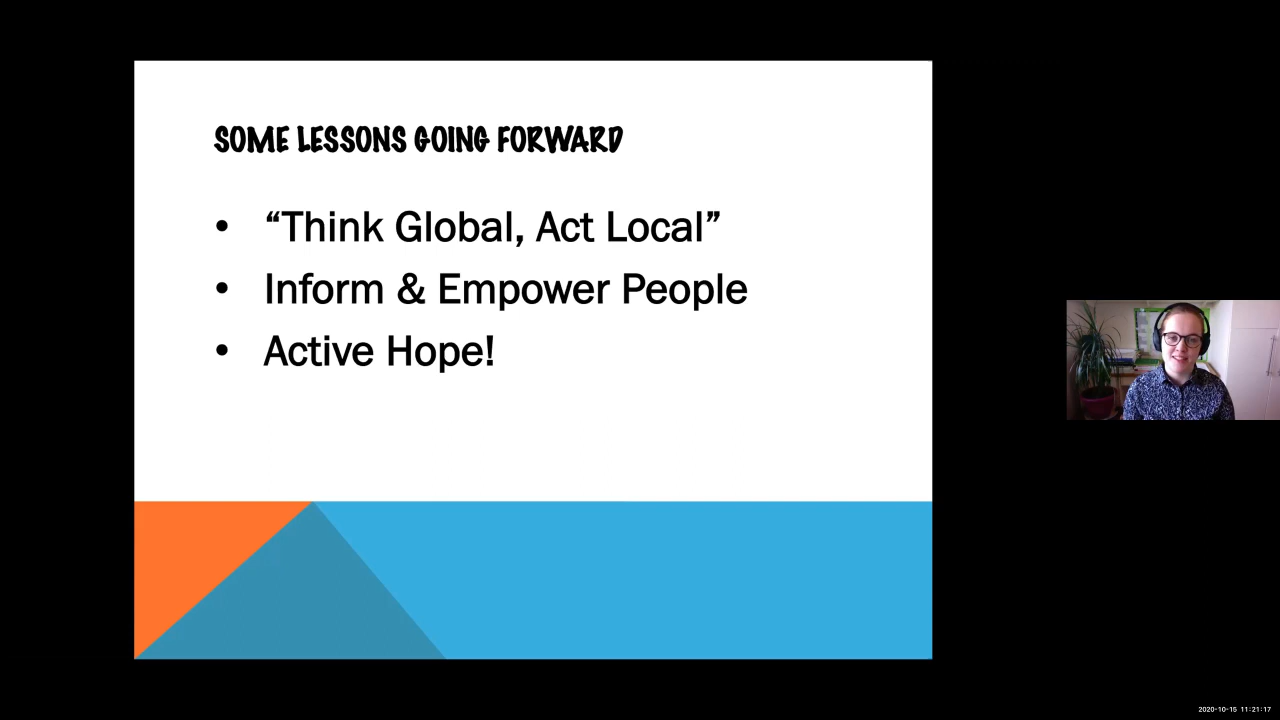 SOME LESSONS GOING FORWARD
• “Think Global, Act Local”
• Inform & Empower People
• Active Hope!
2020-10-15 11:21:17